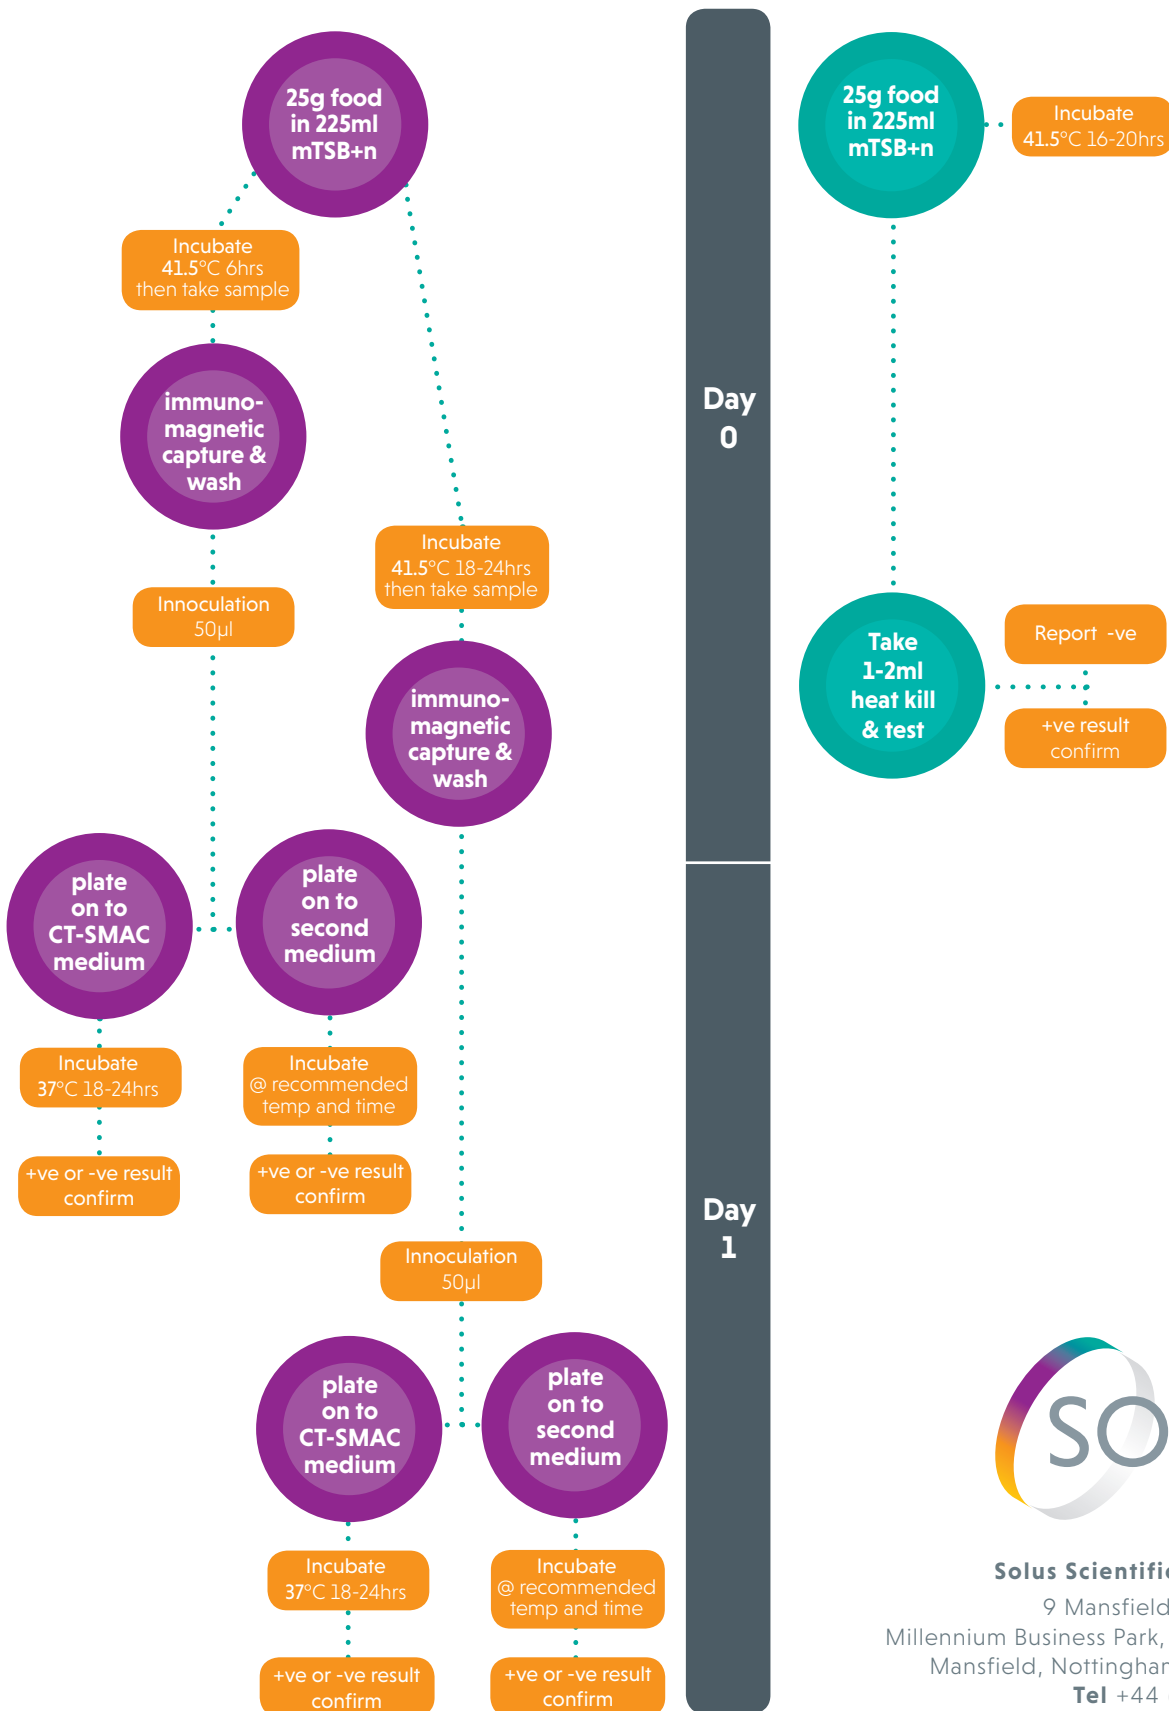 25g food
in 225ml
mTSB+n
Incubate
41.5°C 6hrs
then take sample
immuno-
magnetic
capture &
wash
Innoculation
50µl
Incubate
41.5°C 18-24hrs
then take sample
immuno-
magnetic
capture &
wash
plate
on to
CT-SMAC
medium
plate
on to
second
medium
Incubate
37°C 18-24hrs
Incubate
@ recommended
temp and time
+ve or -ve result
confirm
+ve or -ve result
confirm
Innoculation
50µl
plate
on to
CT-SMAC
medium
plate
on to
second
medium
Incubate
37°C 18-24hrs
Incubate
@ recommended
temp and time
+ve or -ve result
confirm
+ve or -ve result
confirm
Day
0
Day
1
25g food
in 225ml
mTSB+n
Incubate
41.5°C 16-20hrs
Take
1-2ml
heat kill
& test
Report -ve
+ve result
confirm
SO
Solus Scientific
9 Mansfield
Millennium Business Park,
Mansfield, Nottingham
Tel +44